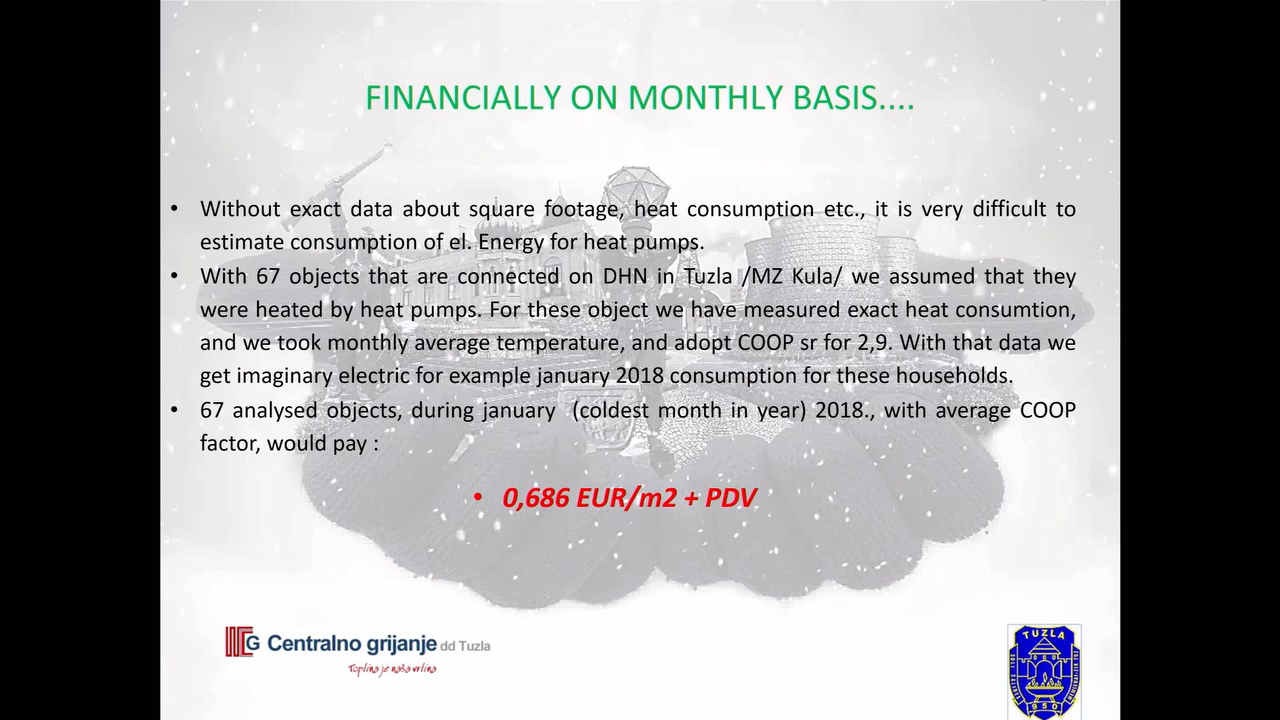 FINANCIALLY ON MONTHLY BASIS....
• Without exact data about square footage, heat consumption etc., it is very difficult to
estimate consumption of el. Energy for heat pumps.
• With 67 objects that are connected on DHN in Tuzla /MZ Kula/ we assumed that they
were heated by heat pumps. For these object we have measured exact heat consumtion,
and we took monthly average temperature, and adopt COOP sr for 2,9. With that data we
get imaginary electric for example january 2018 consumption for these households.
• 67 analysed objects, during january (coldest month in year) 2018., with average COOP
factor, would pay :
• 0,686 EUR/m2 + PDV
G Centralno grijanje dd Tuzla
Toplina je naša vrlina
TUZLA
950